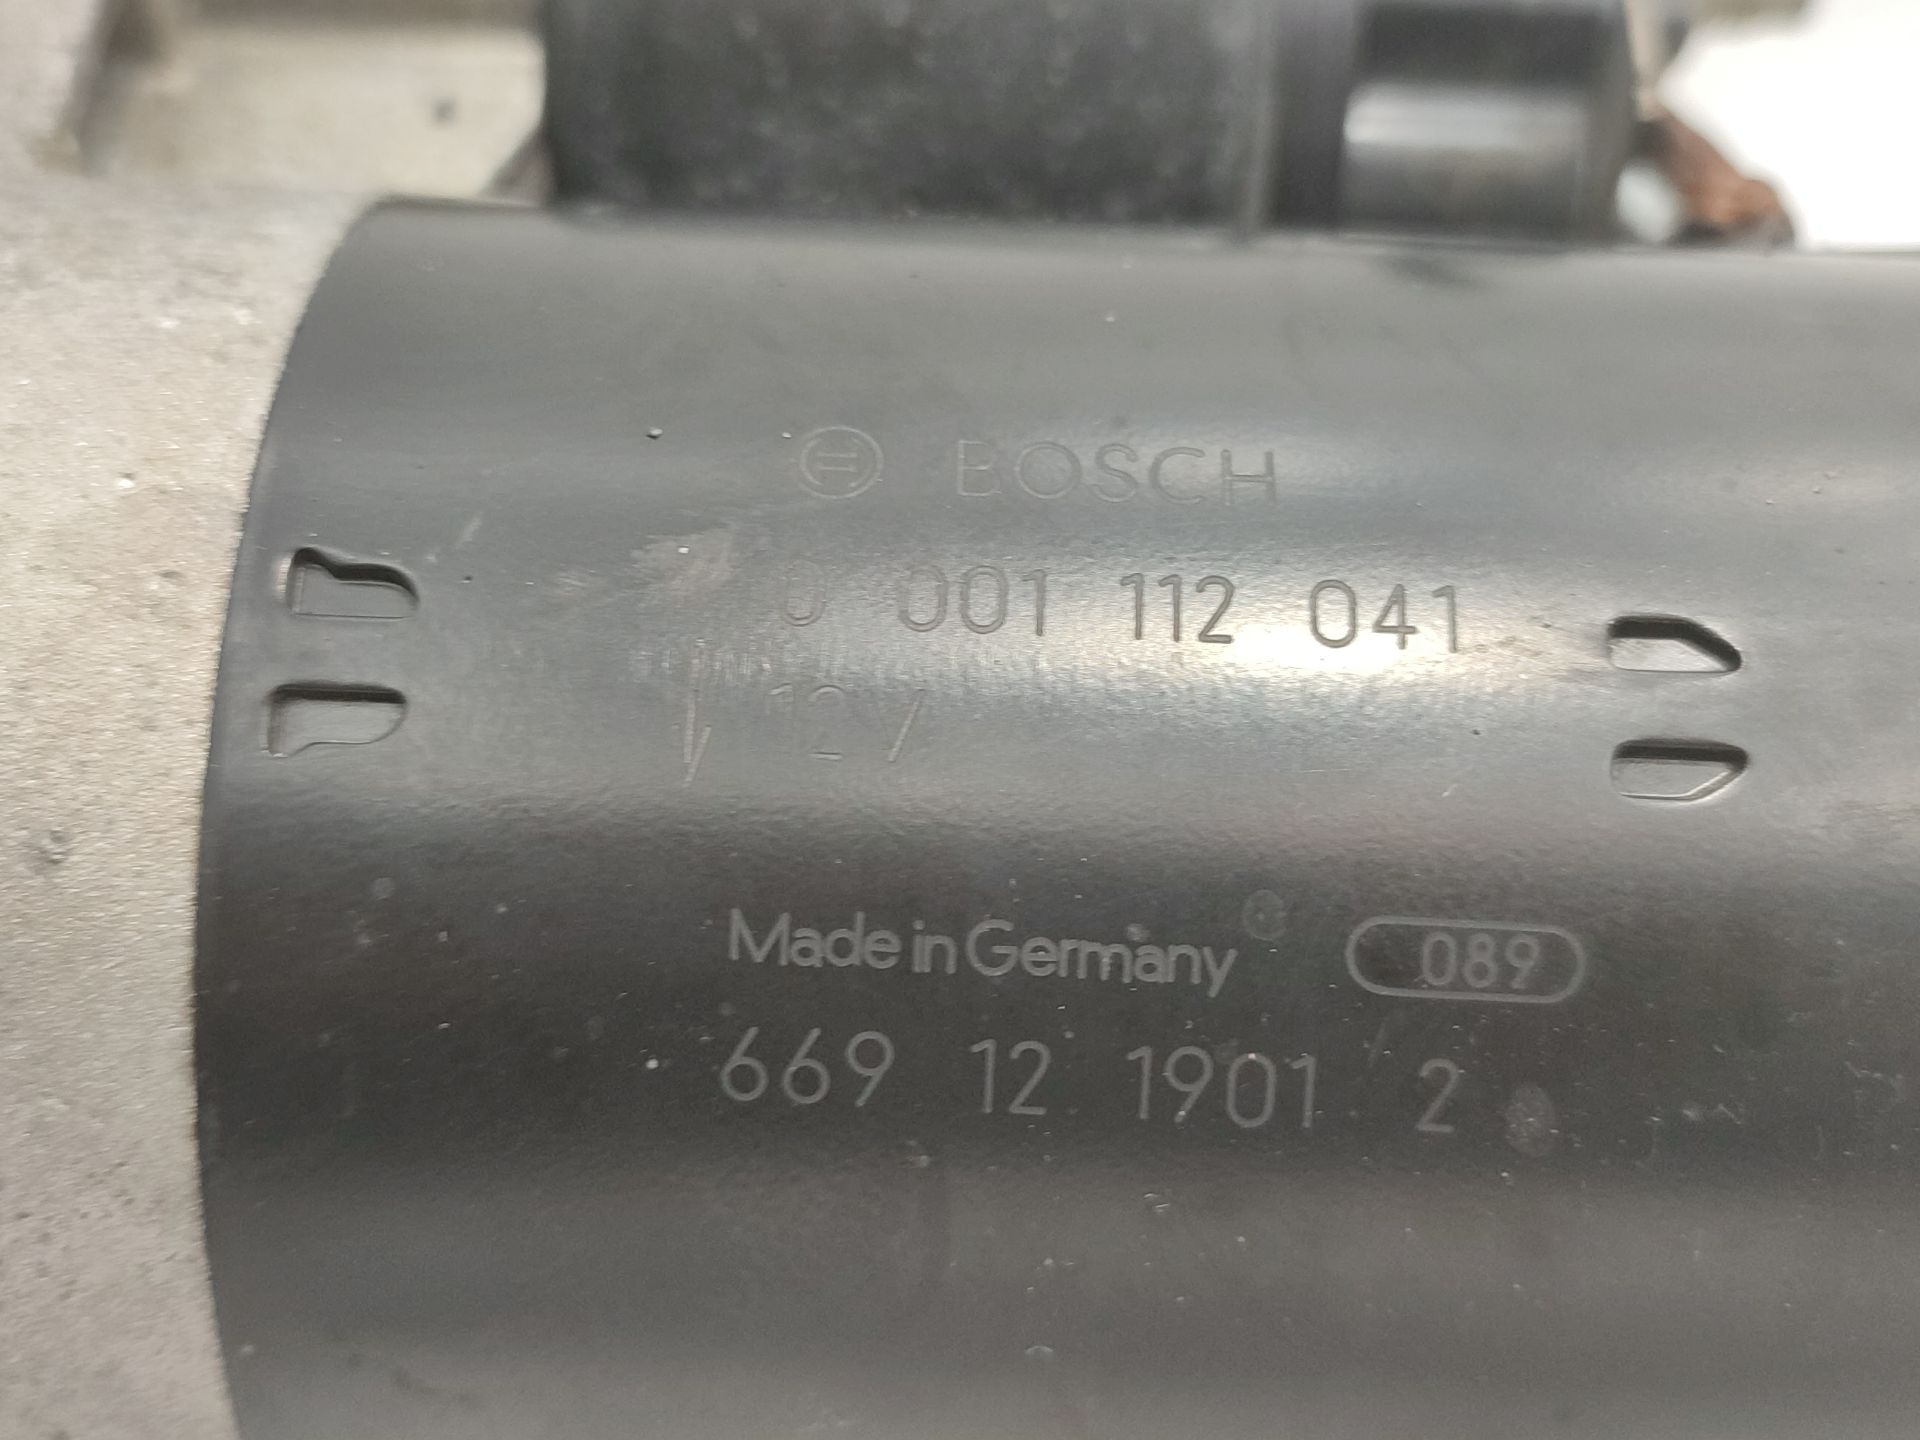 BOSCH
0 001 112 041
12V
Made in Germany 089
669 12 1901 2